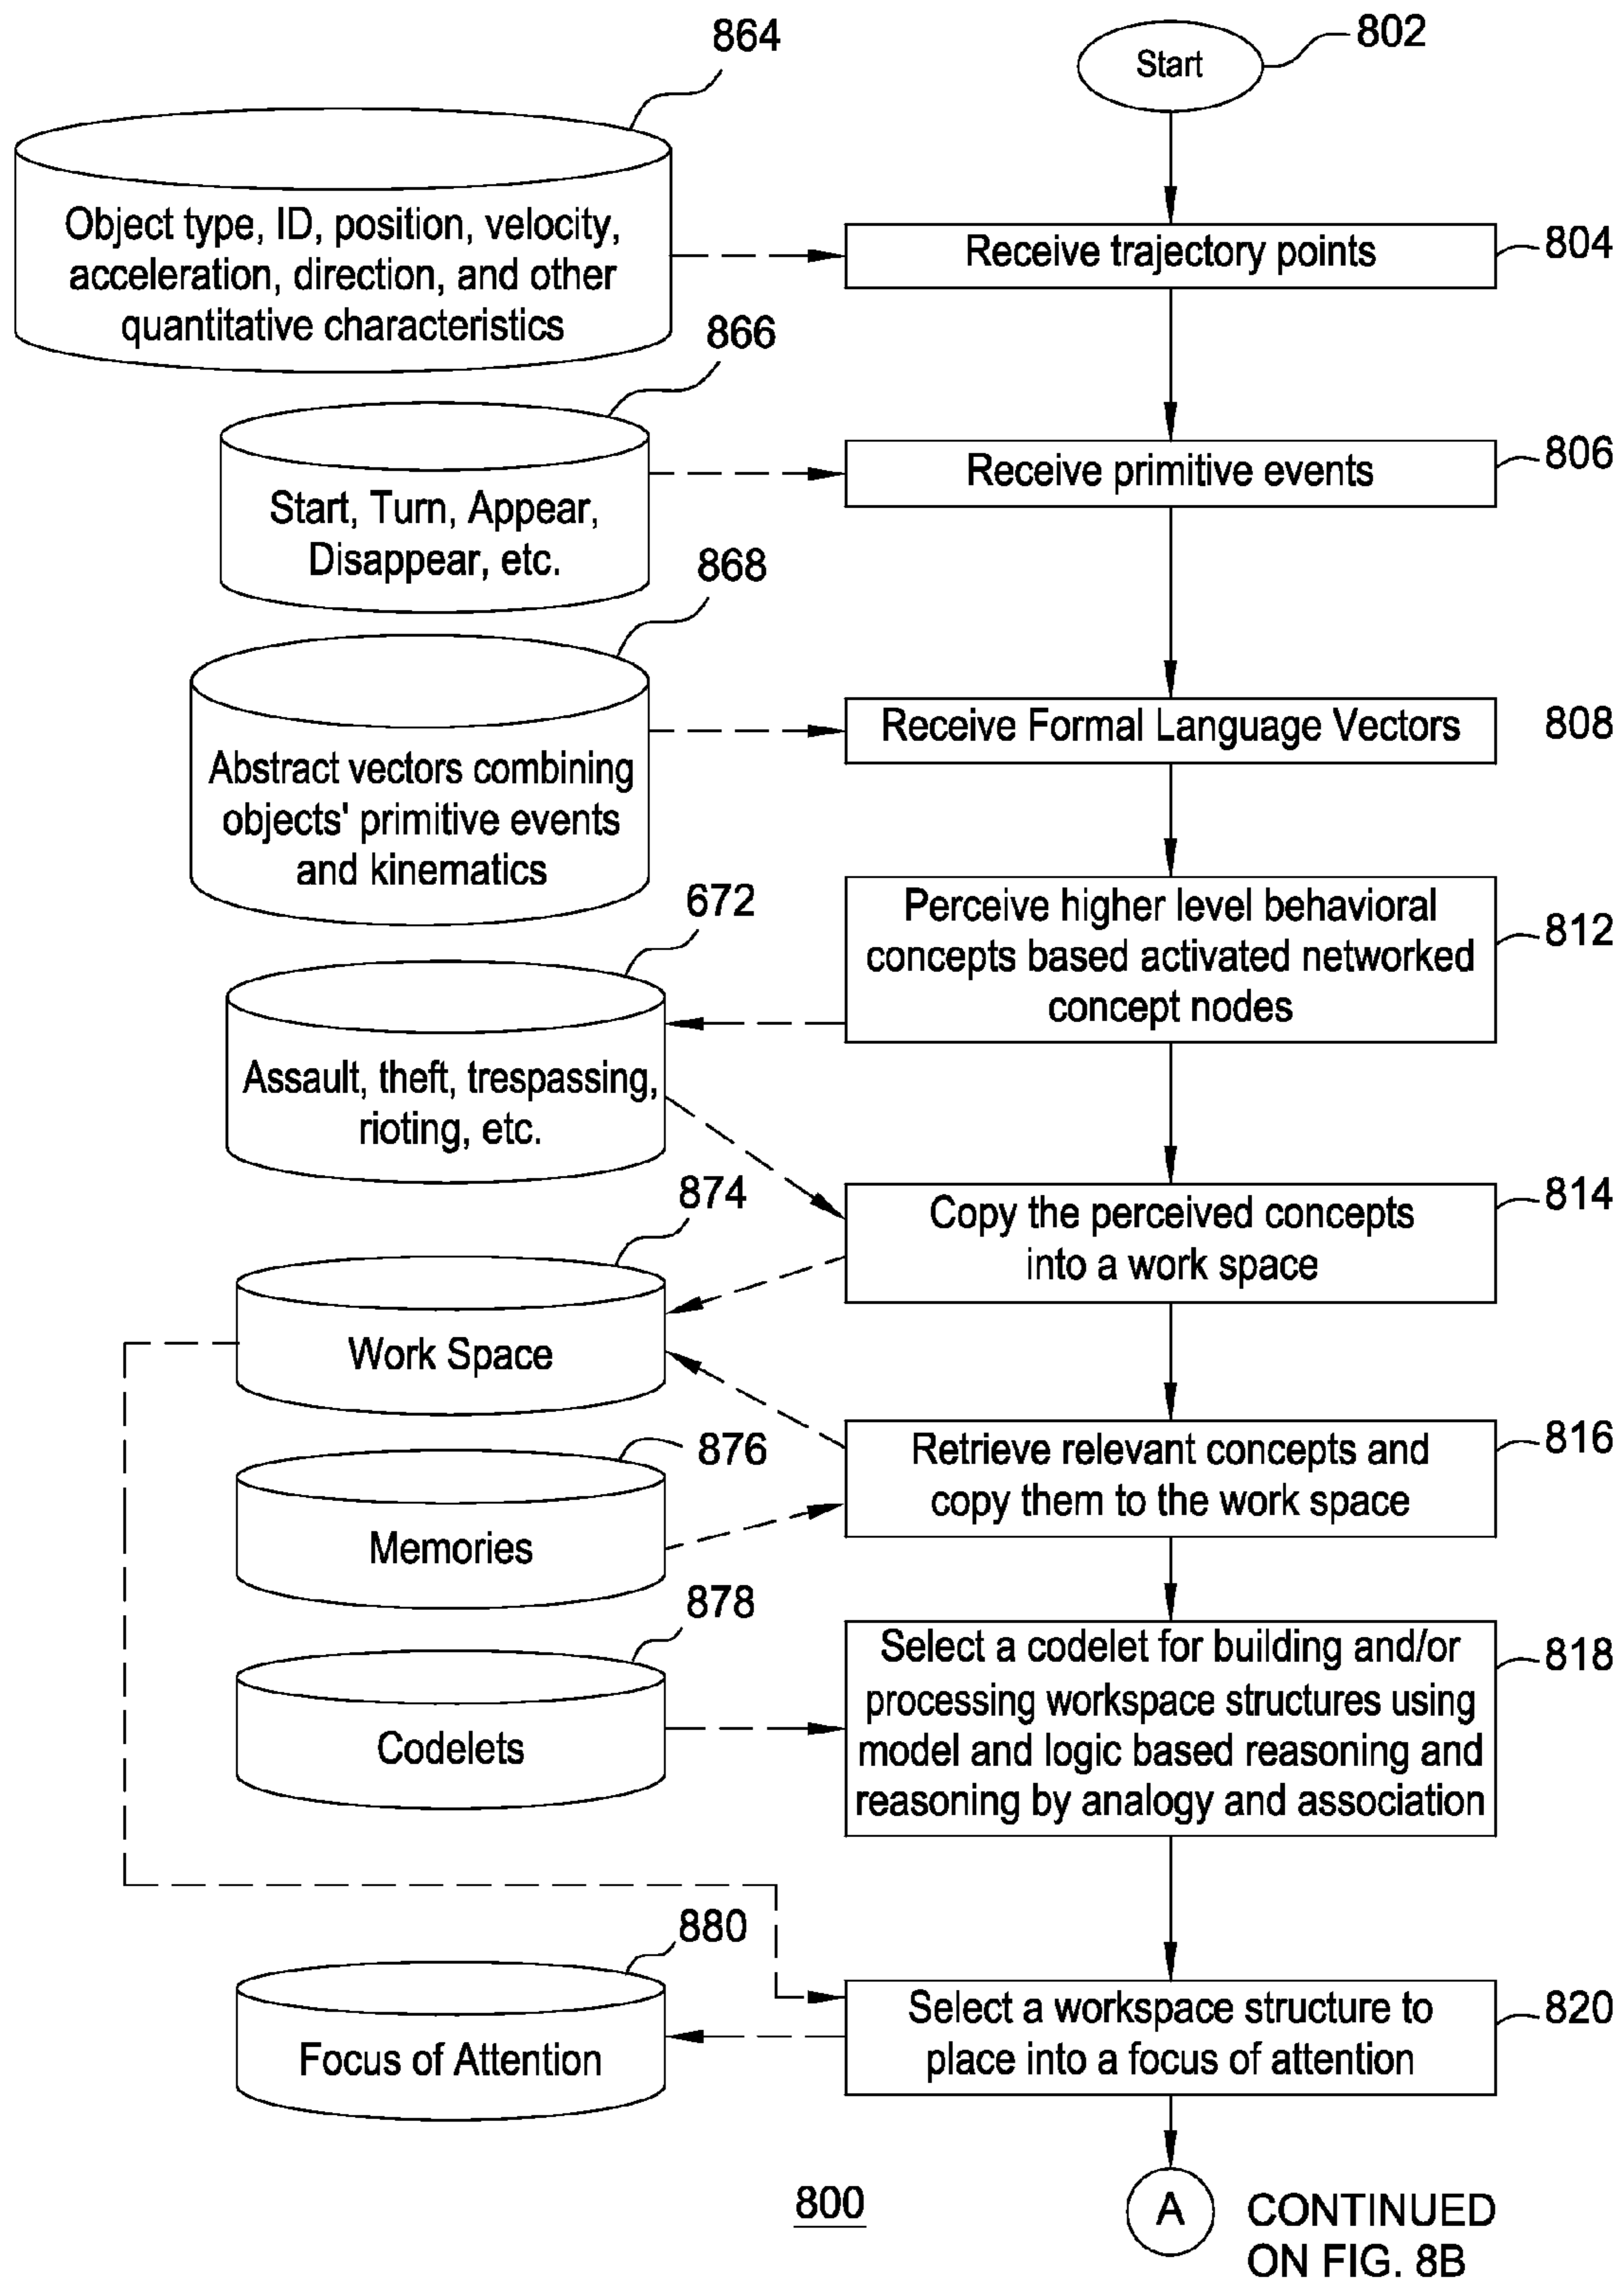 864
802
Start
Object type, ID, position, velocity,
acceleration, direction, and other
quantitative characteristics
Receive trajectory points
804
866
Start, Turn, Appear,
Disappear, etc.
Receive primitive events
806
868
Abstract vectors combining
objects' primitive events
and kinematics
Receive Formal Language Vectors
808
672
Perceive higher level behavioral
concepts based activated networked
concept nodes
812
Assault, theft, trespassing,
rioting, etc.
874
Copy the perceived concepts
into a work space
814
Work Space
876
Retrieve relevant concepts and
copy them to the work space
816
Memories
878
Select a codelet for building and/or
processing workspace structures using
model and logic based reasoning and
reasoning by analogy and association
818
Codelets
880
Select a workspace structure to
place into a focus of attention
820
Focus of Attention
800
A
CONTINUED
ON FIG. 8B